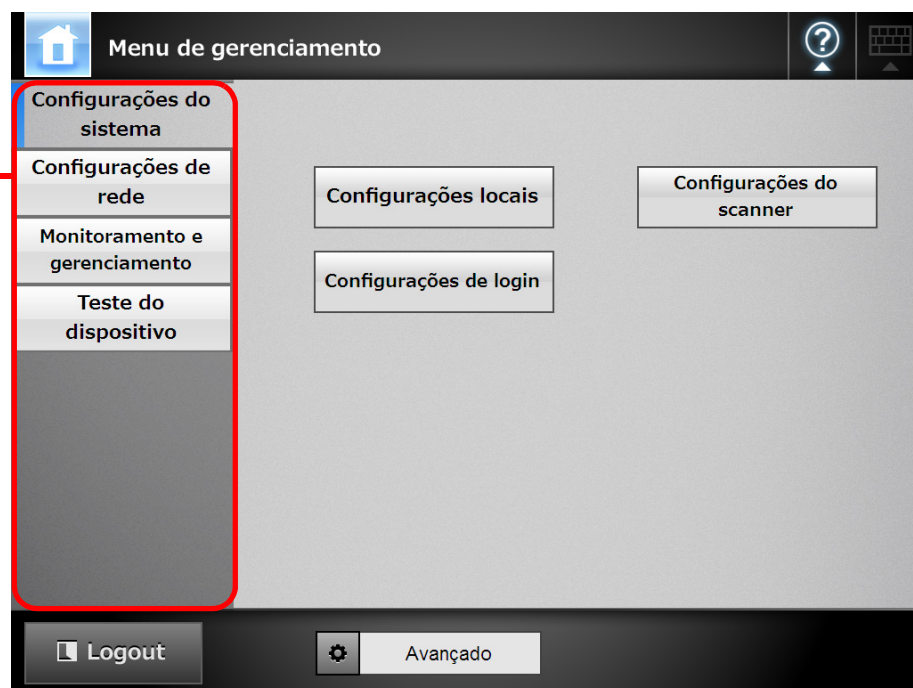 Menu de gerenciamento
?
Configurações do
sistema
Configurações de
rede
Monitoramento e
gerenciamento
Teste do
dispositivo
Configurações locais
Configurações do
scanner
Configurações de login
Logout
Avançado